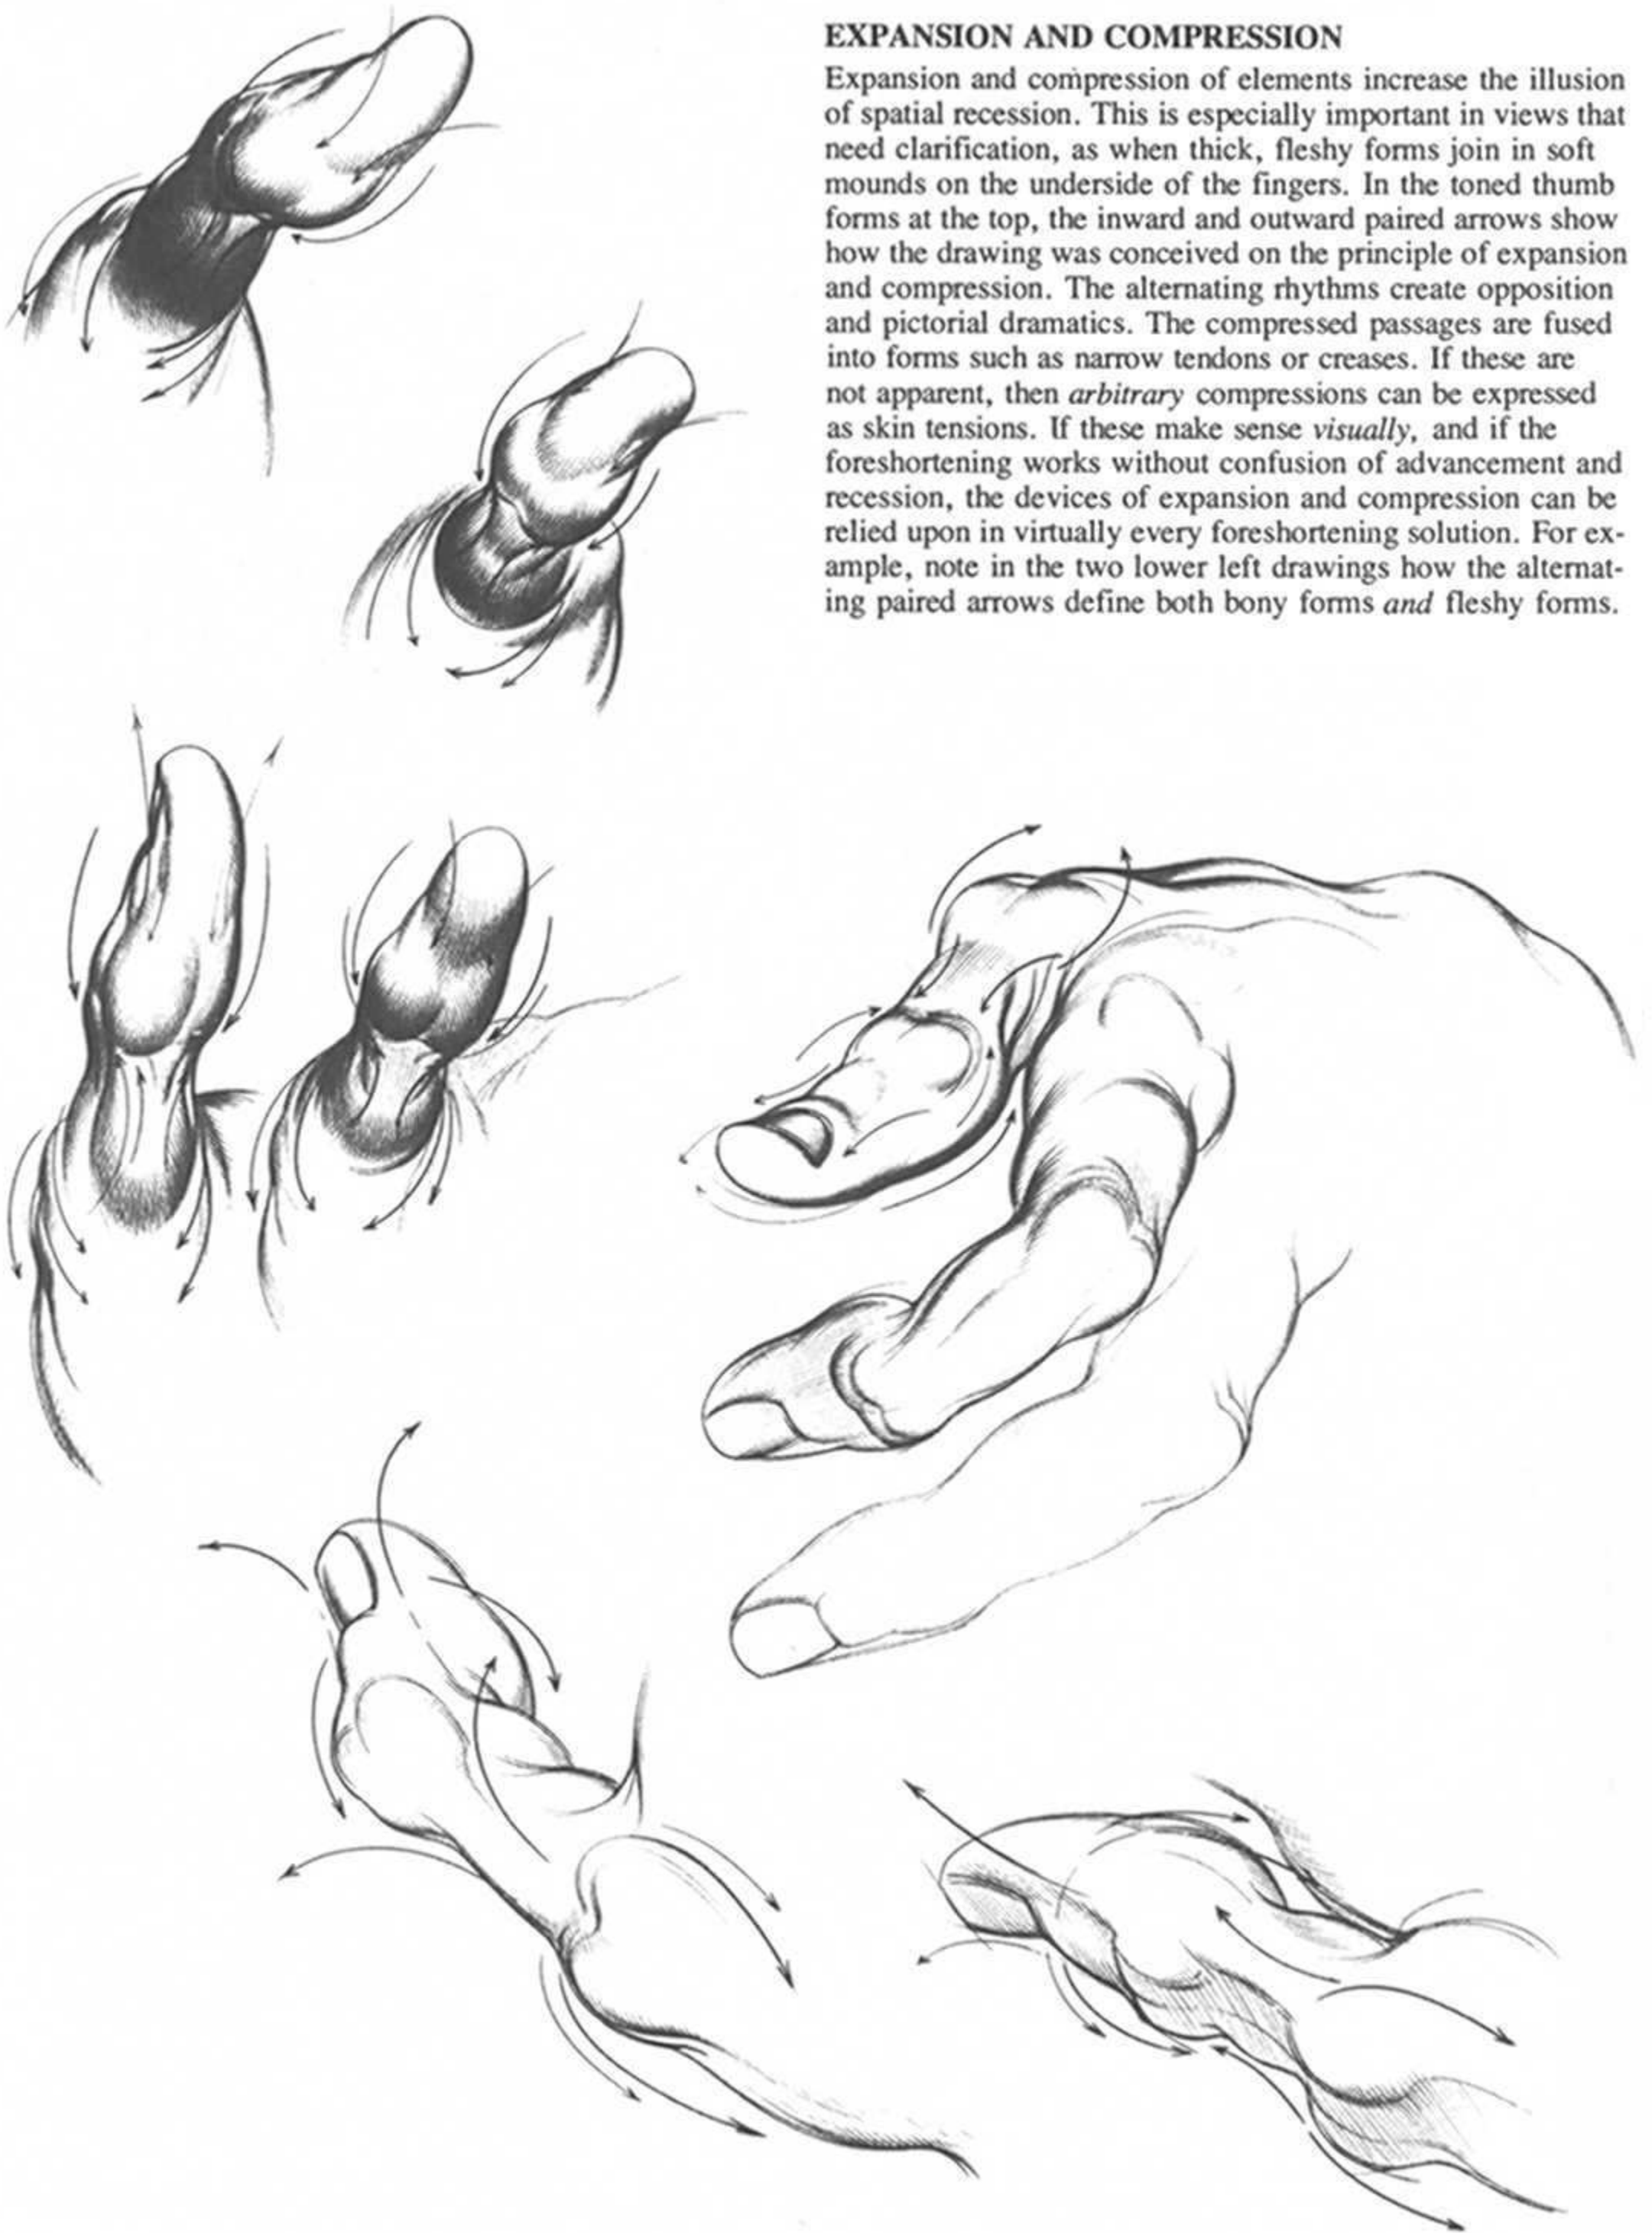 EXPANSION AND COMPRESSION
Expansion and compression of elements increase the illusion
of spatial recession. This is especially important in views that
need clarification, as when thick, fleshy forms join in soft
mounds on the underside of the fingers. In the toned thumb
forms at the top, the inward and outward paired arrows show
how the drawing was conceived on the principle of expansion
and compression. The alternating rhythms create opposition
and pictorial dramatics. The compressed passages are fused
into forms such as narrow tendons or creases. If these are
not apparent, then arbitrary compressions can be expressed
as skin tensions. If these make sense visually, and if the
foreshortening works without confusion of advancement and
recession, the devices of expansion and compression can be
relied upon in virtually every foreshortening solution. For ex-
ample, note in the two lower left drawings how the alternat-
ing paired arrows define both bony forms and fleshy forms.